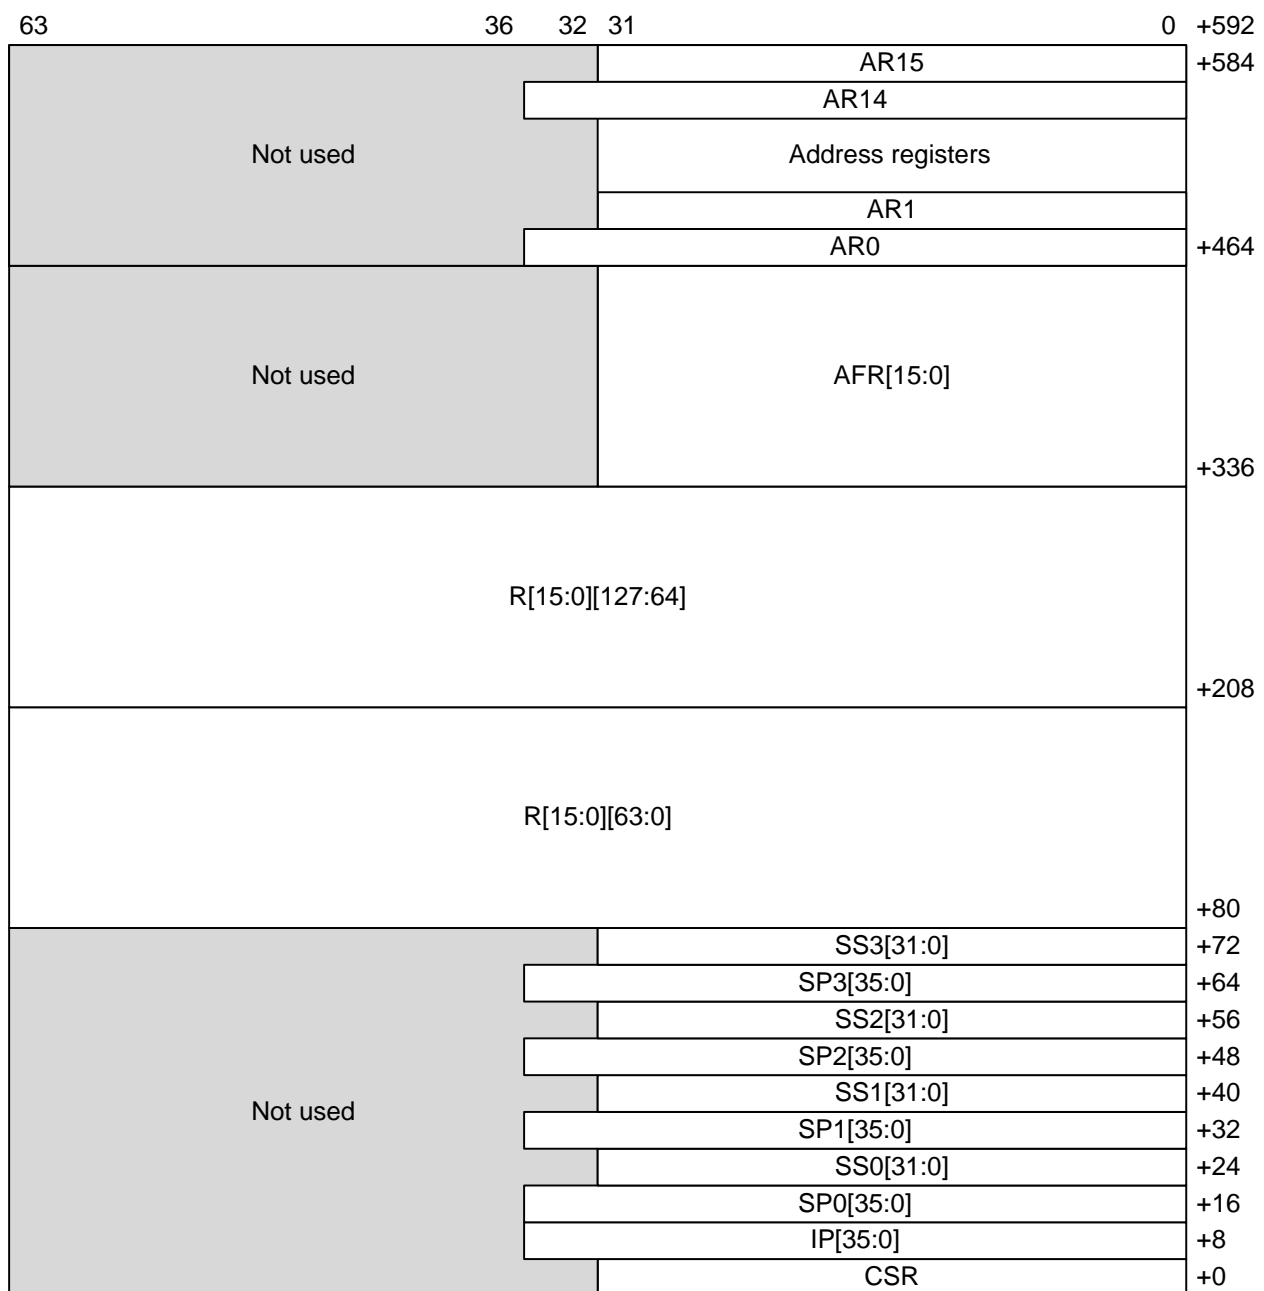 63 36 32 31 0 +592
AR15 +584
AR14
Not used Address registers
AR1
AR0 +464
Not used AFR[15:0]
+336
R[15:0][127:64]
+208
R[15:0][63:0]
+80
SS3[31:0] +72
SP3[35:0] +64
SS2[31:0] +56
SP2[35:0] +48
SS1[31:0] +40
Not used
SP1[35:0] +32
SS0[31:0] +24
SP0[35:0] +16
IP[35:0] +8
CSR +0